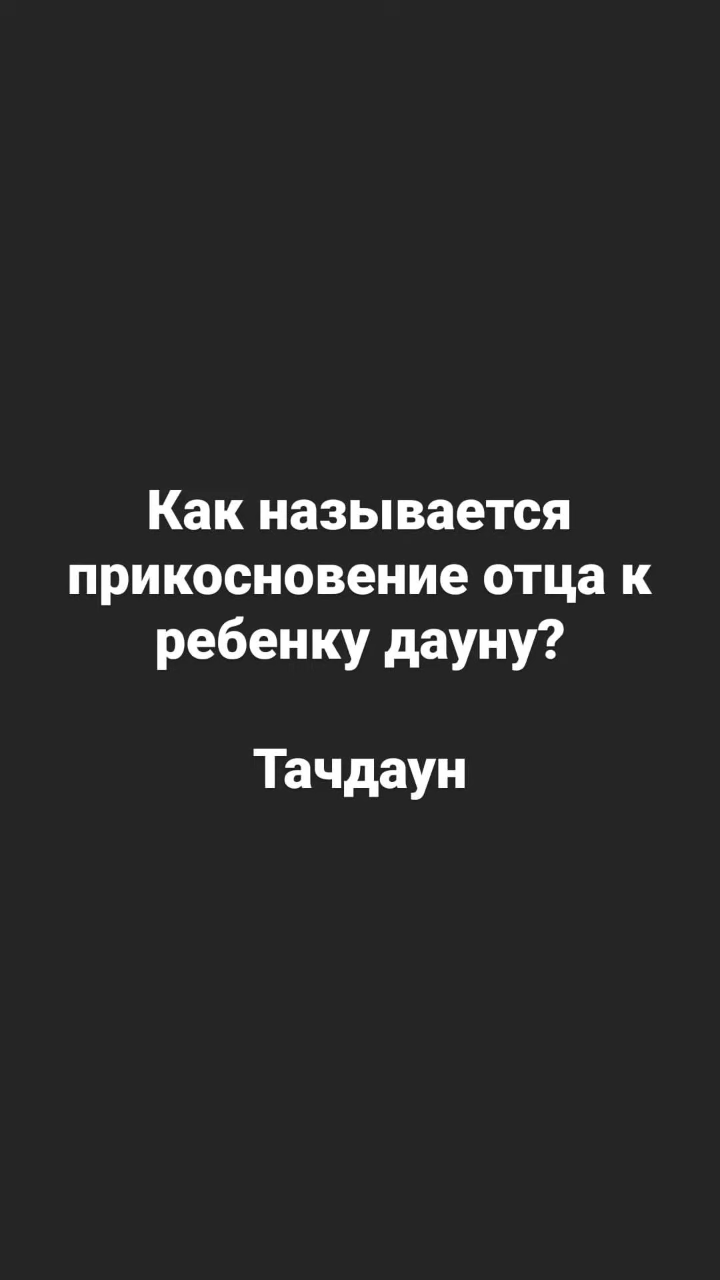 Как называется
прикосновение отца к
ребенку дауну?
Тачдаун